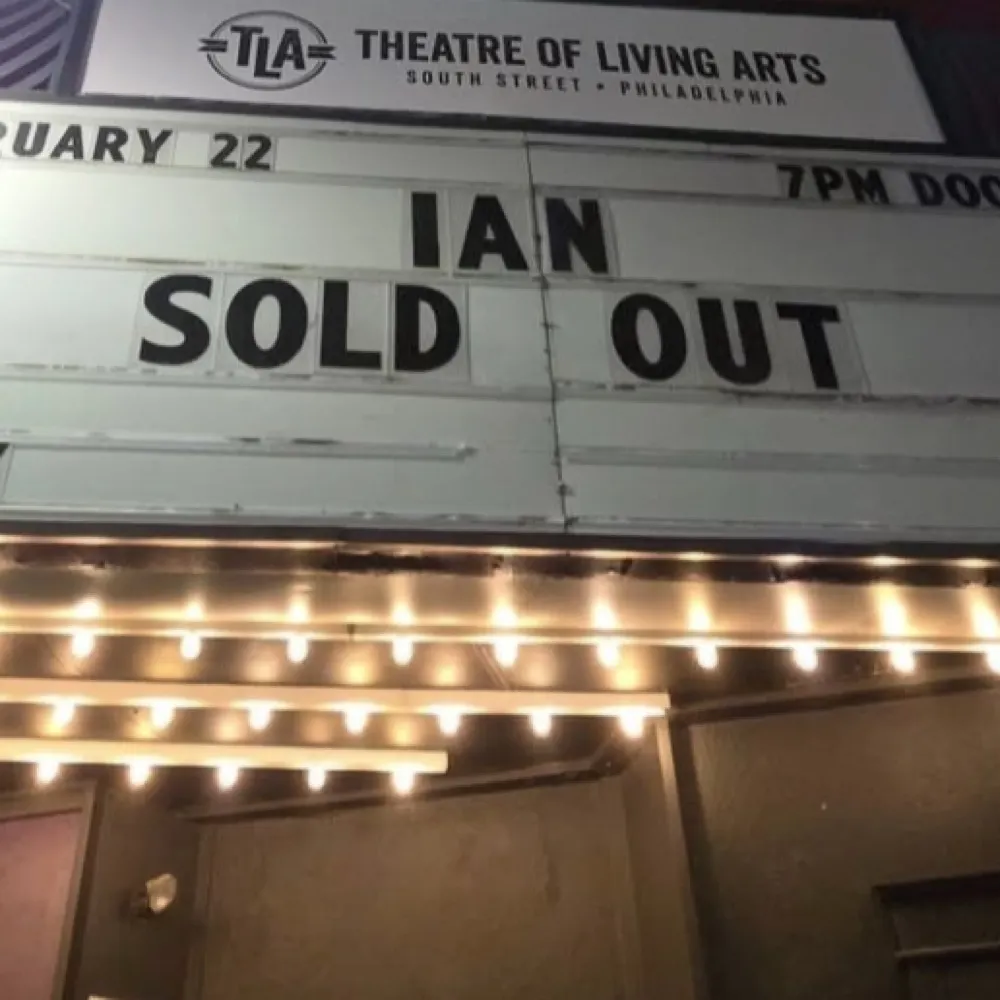 TLA THEATRE OF LIVING ARTS
SOUTH STREET • PHILADELPHIA
RUARY 22
7PM DOO
IAN
SOLD OUT